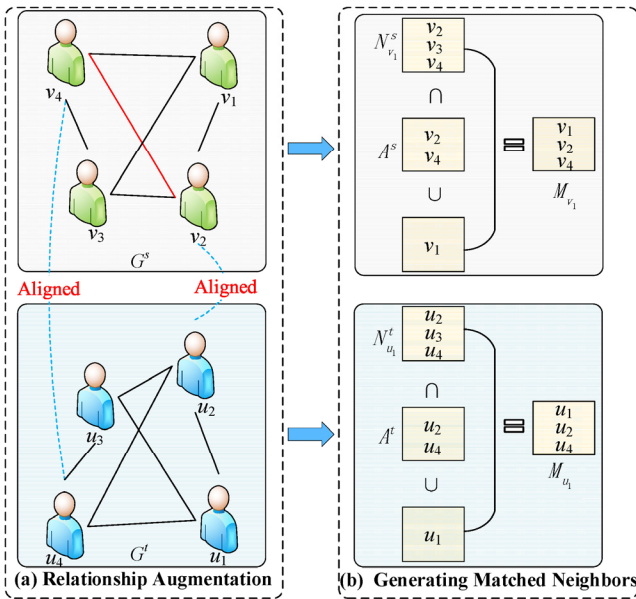 v4
v1
v3
v2
G^s
Aligned
Aligned
u2
u3
u4
G^t
u1
(a) Relationship Augmentation
N^s_v1
v2
v3
v4
∩
A^s
v2
v4
∪
v1
=
v1
v2
v4
M_v1
N^t_u1
u2
u3
u4
∩
A^t
u2
u4
∪
u1
=
u1
u2
u4
M_u1
(b) Generating Matched Neighbors